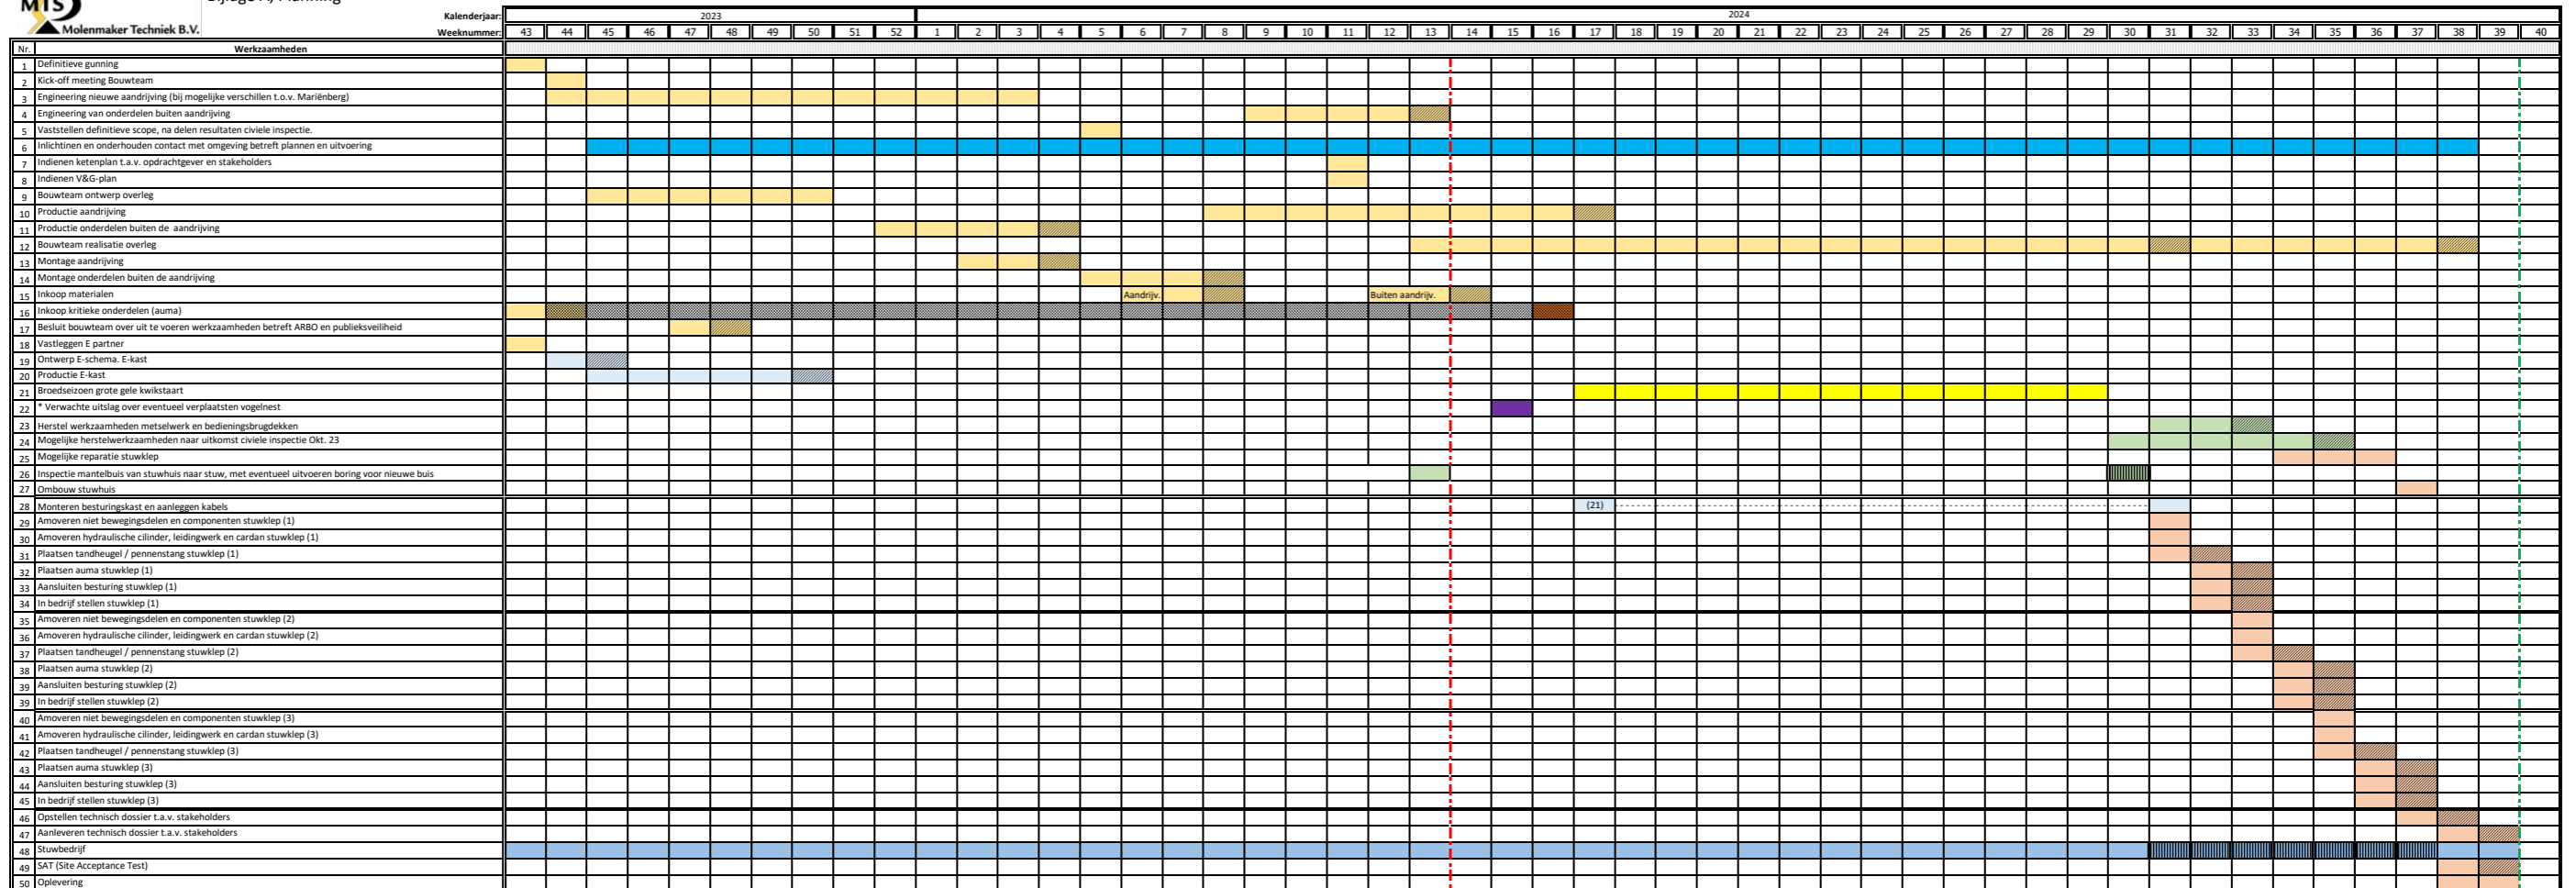 MTS
Bijlage A, Planning
Molenmaker Techniek B.V.
Kalenderjaar: 2023 2024
Weeknummer: 43 44 45 46 47 48 49 50 51 52 1 2 3 4 5 6 7 8 9 10 11 12 13 14 15 16 17 18 19 20 21 22 23 24 25 26 27 28 29 30 31 32 33 34 35 36 37 38 39 40
Nr. Werkzaamheden
1 Definitieve gunning
2 Kick-off meeting Bouwteam
3 Engineering nieuwe aandrijving (bij mogelijke verschillen t.o.v. Mariënberg)
4 Engineering van onderdelen buiten aandrijving
5 Vaststellen definitieve scope, na delen resultaten civiele inspectie.
6 Inlichtinen en onderhouden contact met omgeving betreft plannen en uitvoering
7 Indienen ketenplan t.a.v. opdrachtgever en stakeholders
8 Indienen V&G-plan
9 Bouwteam ontwerp overleg
10 Productie aandrijving
11 Productie onderdelen buiten de aandrijving
12 Bouwteam realisatie overleg
13 Montage aandrijving
14 Montage onderdelen buiten de aandrijving
15 Inkoop materialen Aandrijv. Buiten aandrijv.
16 Inkoop kritieke onderdelen (auma)
17 Besluit bouwteam over uit te voeren werkzaamheden betreft ARBO en publieksveiliheid
18 Vastleggen E partner
19 Ontwerp E-schema. E-kast
20 Productie E-kast
21 Broedseizoen grote gele kwikstaart
22 * Verwachte uitslag over eventueel verplaatsten vogelnest
23 Herstel werkzaamheden metselwerk en bedieningsbrugdekken
24 Mogelijke herstelwerkzaamheden naar uitkomst civiele inspectie Okt. 23
25 Mogelijke reparatie stuwklep
26 Inspectie mantelbuis van stuwhuis naar stuw, met eventueel uitvoeren boring voor nieuwe buis
27 Ombouw stuwhuis
28 Monteren besturingskast en aanleggen kabels (21)
29 Amoveren niet bewegingsdelen en componenten stuwklep (1)
30 Amoveren hydraulische cilinder, leidingwerk en cardan stuwklep (1)
31 Plaatsen tandheugel / pennenstang stuwklep (1)
32 Plaatsen auma stuwklep (1)
33 Aansluiten besturing stuwklep (1)
34 In bedrijf stellen stuwklep (1)
35 Amoveren niet bewegingsdelen en componenten stuwklep (2)
36 Amoveren hydraulische cilinder, leidingwerk en cardan stuwklep (2)
37 Plaatsen tandheugel / pennenstang stuwklep (2)
38 Plaatsen auma stuwklep (2)
39 Aansluiten besturing stuwklep (2)
39 In bedrijf stellen stuwklep (2)
40 Amoveren niet bewegingsdelen en componenten stuwklep (3)
41 Amoveren hydraulische cilinder, leidingwerk en cardan stuwklep (3)
42 Plaatsen tandheugel / pennenstang stuwklep (3)
43 Plaatsen auma stuwklep (3)
44 Aansluiten besturing stuwklep (3)
45 In bedrijf stellen stuwklep (3)
46 Opstellen technisch dossier t.a.v. stakeholders
47 Aanleveren technisch dossier t.a.v. stakeholders
48 Stuwbedrijf
49 SAT (Site Acceptance Test)
50 Oplevering